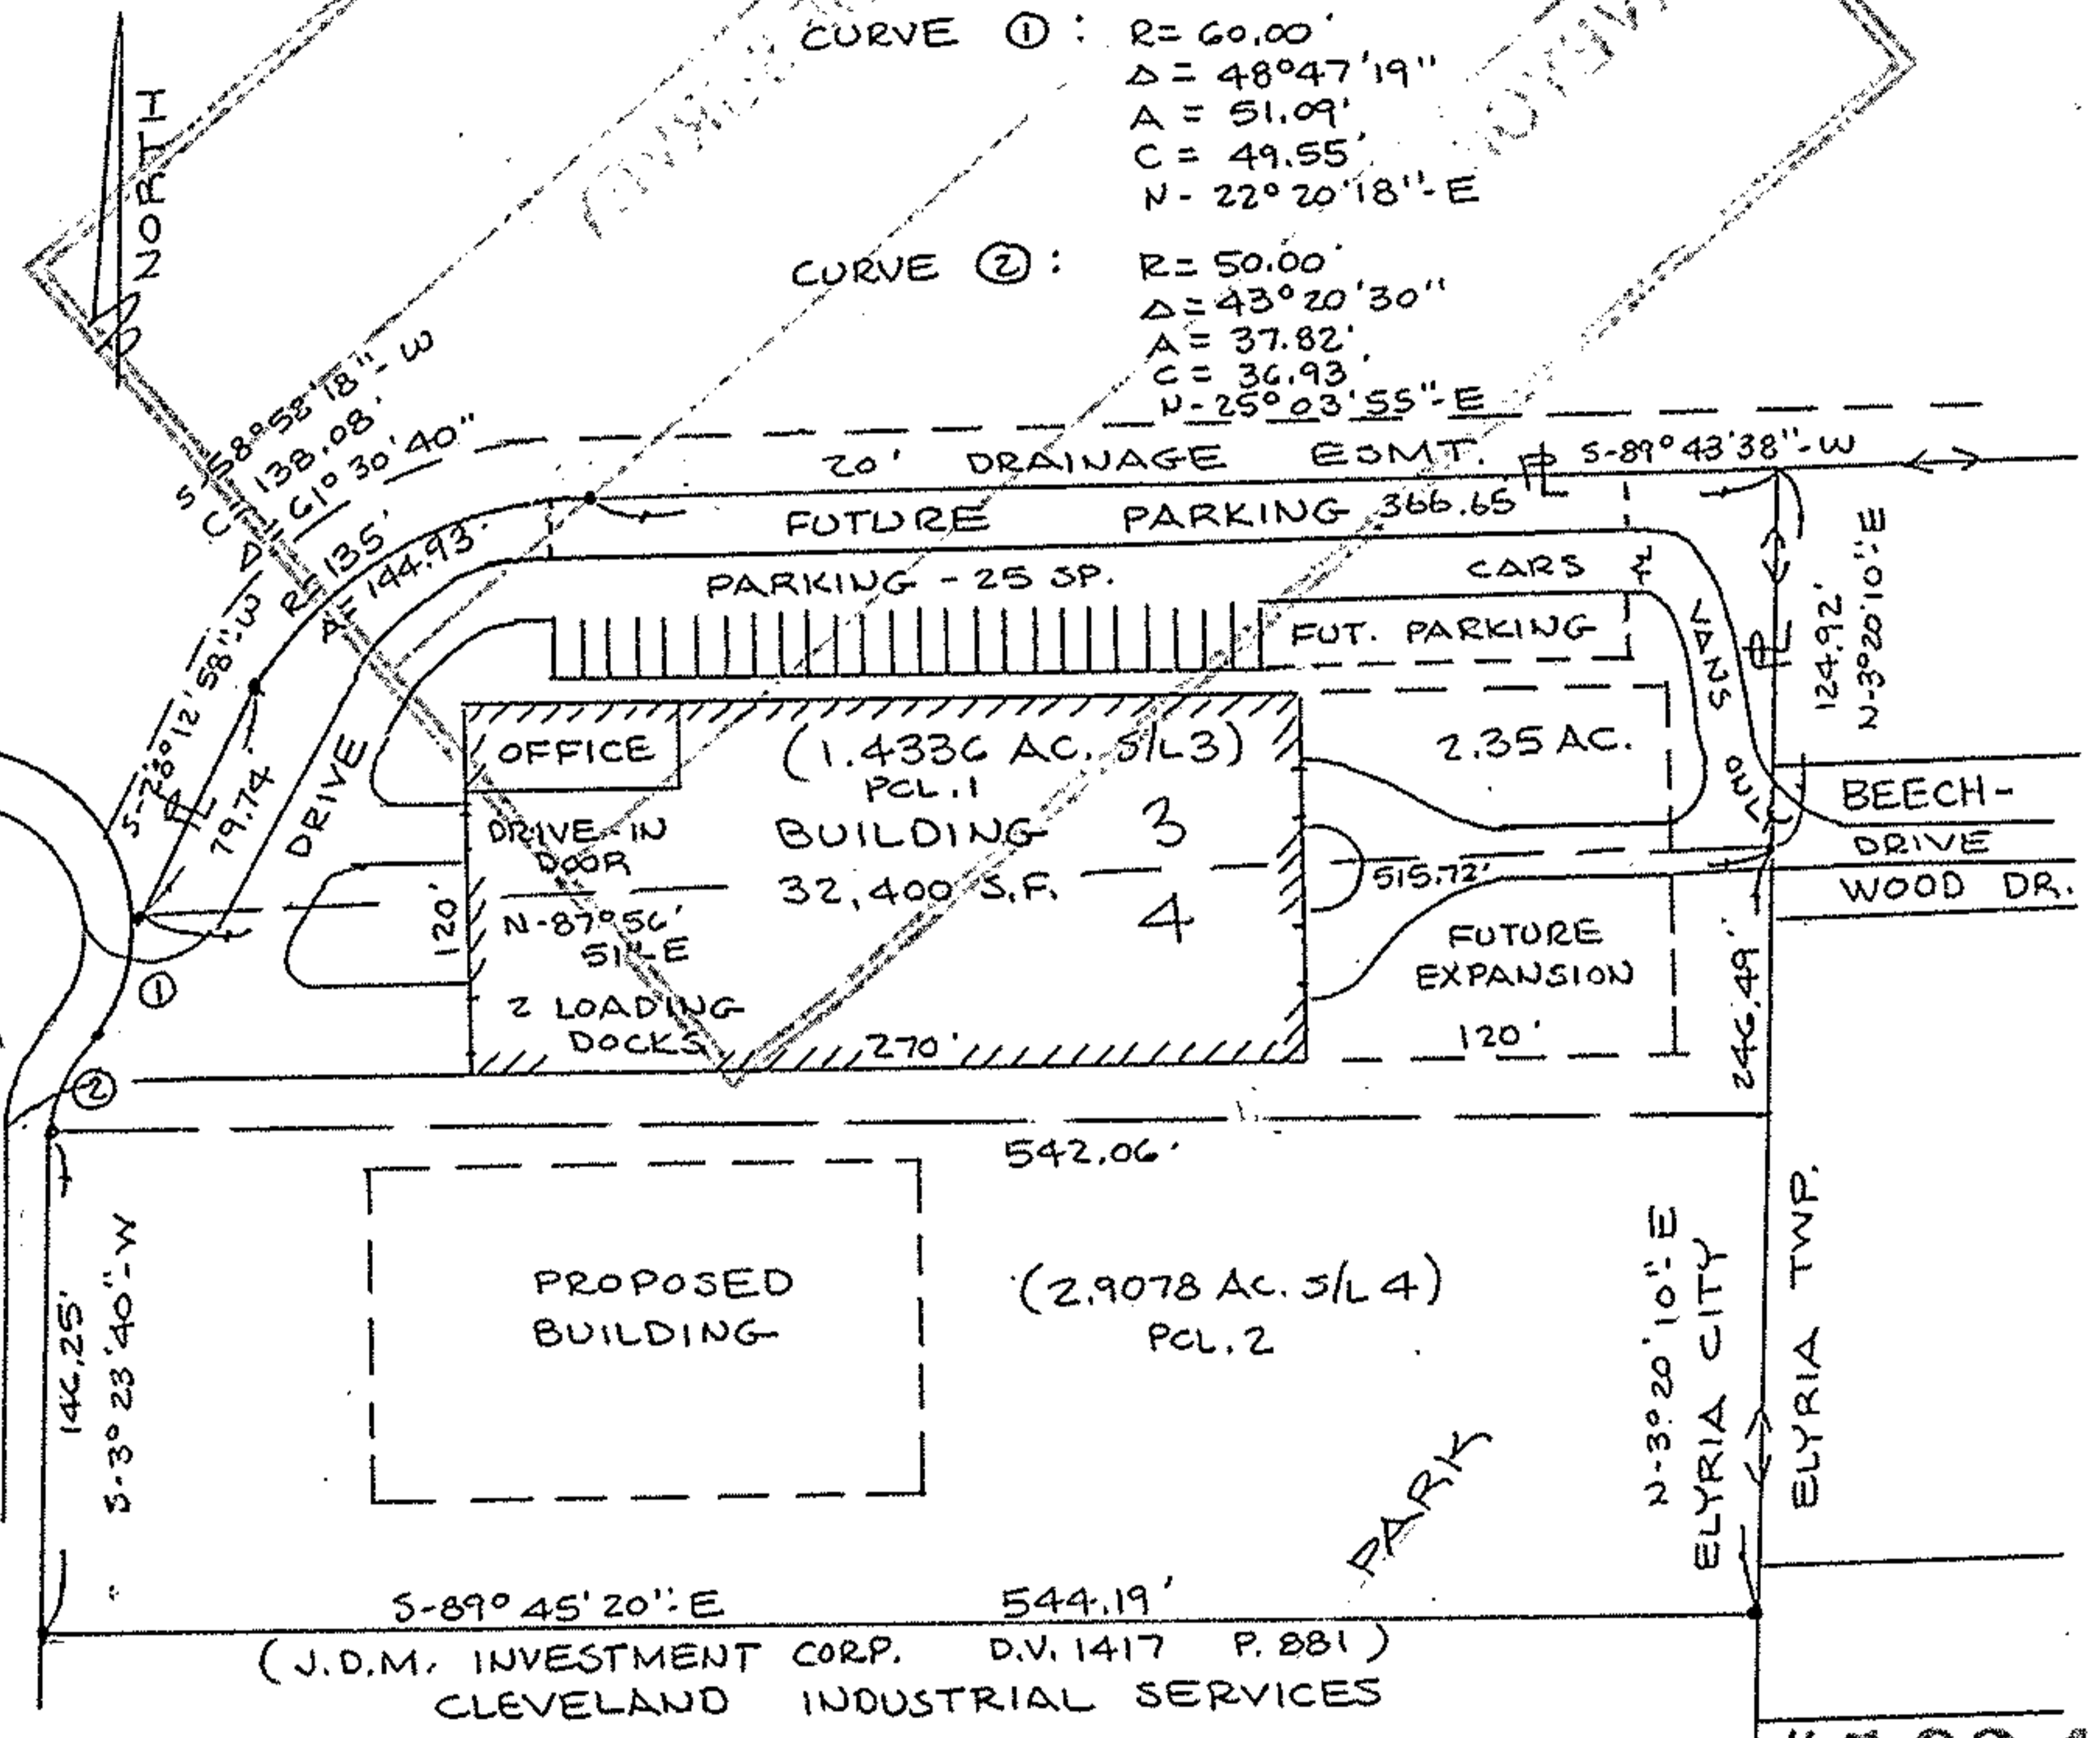 CURVE ① : R= 60.00'
Δ = 48°47'19"
A = 51.09'
C = 49.55'
N - 22° 20'18"- E
CURVE ② : R= 50.00'
Δ = 43° 20'30"
A = 37.82'
C = 36.93'
N-25° 03'55"-E
NORTH
S 58°58'18"-W
C 138.08'
Δ 61° 30'40"
R= 135'
A= 144.93'
20' DRAINAGE ESMT. S-89° 43'38"-W
FUTURE PARKING 366.65'
PARKING - 25 SP. CARS &
VANS
ONLY
FUT. PARKING
124.92'
N-3°20'10"-E
79.74
DRIVE
OFFICE
(1.4336 AC. S/L3)
PCL.1
2.35 AC.
DRIVE-IN
DOOR
BUILDING 3
32,400 S.F. 4
515.72'
BEECH-
DRIVE
WOOD DR.
120'
N-87°56'
51"-E
2 LOADING
DOCKS
270'
FUTURE
EXPANSION
120'
246.49'
①
②
542.06'
146.25'
S-3° 23'40"-W
PROPOSED
BUILDING
(2.9078 AC. S/L 4)
PCL. 2
PARK
N-3° 20'10"-E
ELYRIA CITY
ELYRIA TWP.
S-89° 45'20"-E 544.19'
(J.D.M. INVESTMENT CORP. D.V. 1417 P. 881)
CLEVELAND INDUSTRIAL SERVICES